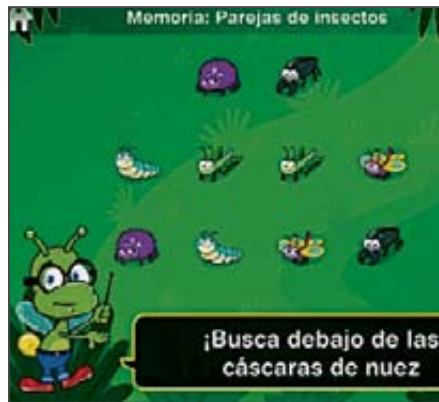 Memoria: Parejas de insectos
¡Busca debajo de las
cáscaras de nuez